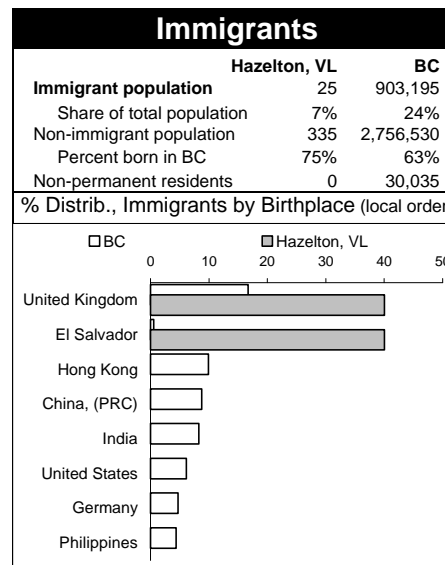 Immigrants
Hazelton, VL BC
Immigrant population 25 903,195
Share of total population 7% 24%
Non-immigrant population 335 2,756,530
Percent born in BC 75% 63%
Non-permanent residents 0 30,035
% Distrib., Immigrants by Birthplace (local order
BC Hazelton, VL
0 10 20 30 40 50
United Kingdom
El Salvador
Hong Kong
China, (PRC)
India
United States
Germany
Philippines